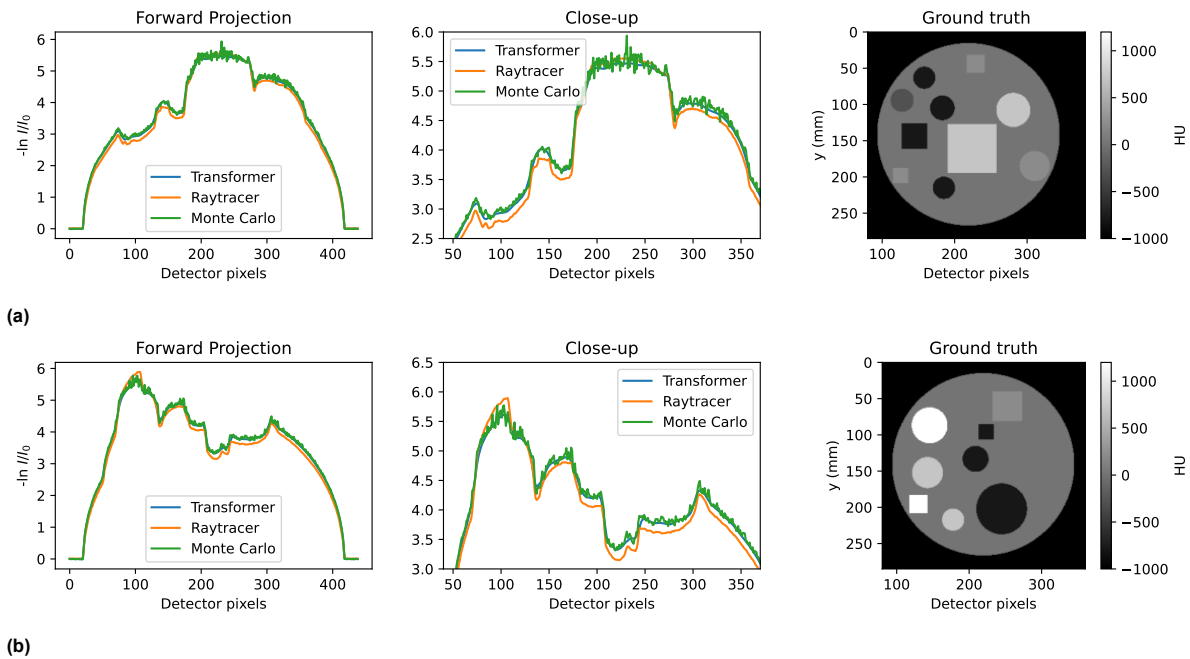 Forward Projection
6
5
4
3
2
1
0
-ln I/I₀
Transformer
Raytracer
Monte Carlo
0 100 200 300 400
Detector pixels
Close-up
6.0
5.5
5.0
4.5
4.0
3.5
3.0
2.5
Transformer
Raytracer
Monte Carlo
50 100 150 200 250 300 350
Detector pixels
Ground truth
0
50
100
150
200
250
y (mm)
100 200 300
Detector pixels
1000
500
0
−500
−1000
HU
(a)
Forward Projection
6
5
4
3
2
1
0
-ln I/I₀
Transformer
Raytracer
Monte Carlo
0 100 200 300 400
Detector pixels
Close-up
6.5
6.0
5.5
5.0
4.5
4.0
3.5
3.0
Transformer
Raytracer
Monte Carlo
50 100 150 200 250 300 350
Detector pixels
Ground truth
0
50
100
150
200
250
y (mm)
100 200 300
Detector pixels
1000
500
0
−500
−1000
HU
(b)